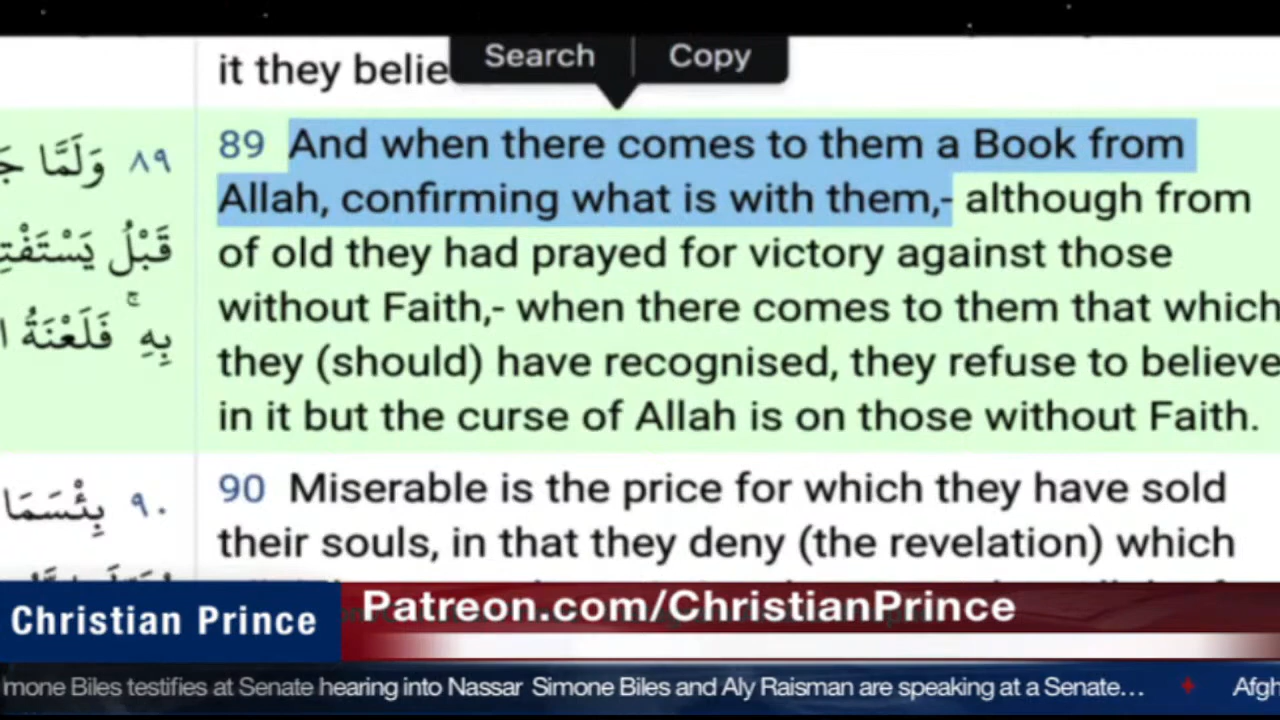 Search
Copy
it they belie
89 And when there comes to them a Book from
Allah, confirming what is with them,- although from
of old they had prayed for victory against those
without Faith,- when there comes to them that which
they (should) have recognised, they refuse to believe
in it but the curse of Allah is on those without Faith.
٨٩ وَلَمَّا جَ
قَبْلُ يَسْتَفْتِ
بِهِ ۚ فَلَعْنَةُ ا
90 Miserable is the price for which they have sold
their souls, in that they deny (the revelation) which
٩٠ بِئْسَمَا
Christian Prince
Patreon.com/ChristianPrince
mone Biles testifies at Senate hearing into Nassar Simone Biles and Aly Raisman are speaking at a Senate… ♦ Afgh